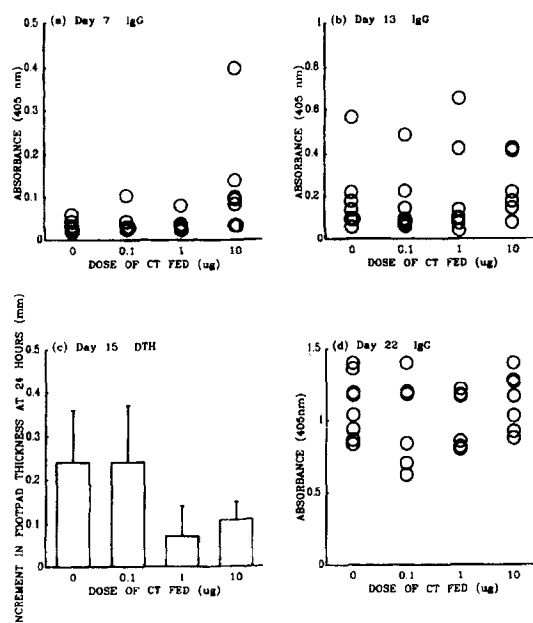 (a) Day 7 IgG
0.5
0.4
0.3
0.2
0.1
0
ABSORBANCE (405 nm)
0 0.1 1 10
DOSE OF CT FED (ug)
(b) Day 13 IgG
1
0.8
0.6
0.4
0.2
0
ABSORBANCE (405 nm)
0 0.1 1 10
DOSE OF CT FED (ug)
(c) Day 15 DTH
0.5
0.4
0.3
0.2
0.1
0
NCREMENT IN FOOTPAD THICKNESS AT 24 HOURS (mm)
0 0.1 1 10
DOSE OF CT FED (ug)
(d) Day 22 IgG
1.5
1
0.5
0
ABSORBANCE (405nm)
0 0.1 1 10
DOSE OF CT FED (ug)